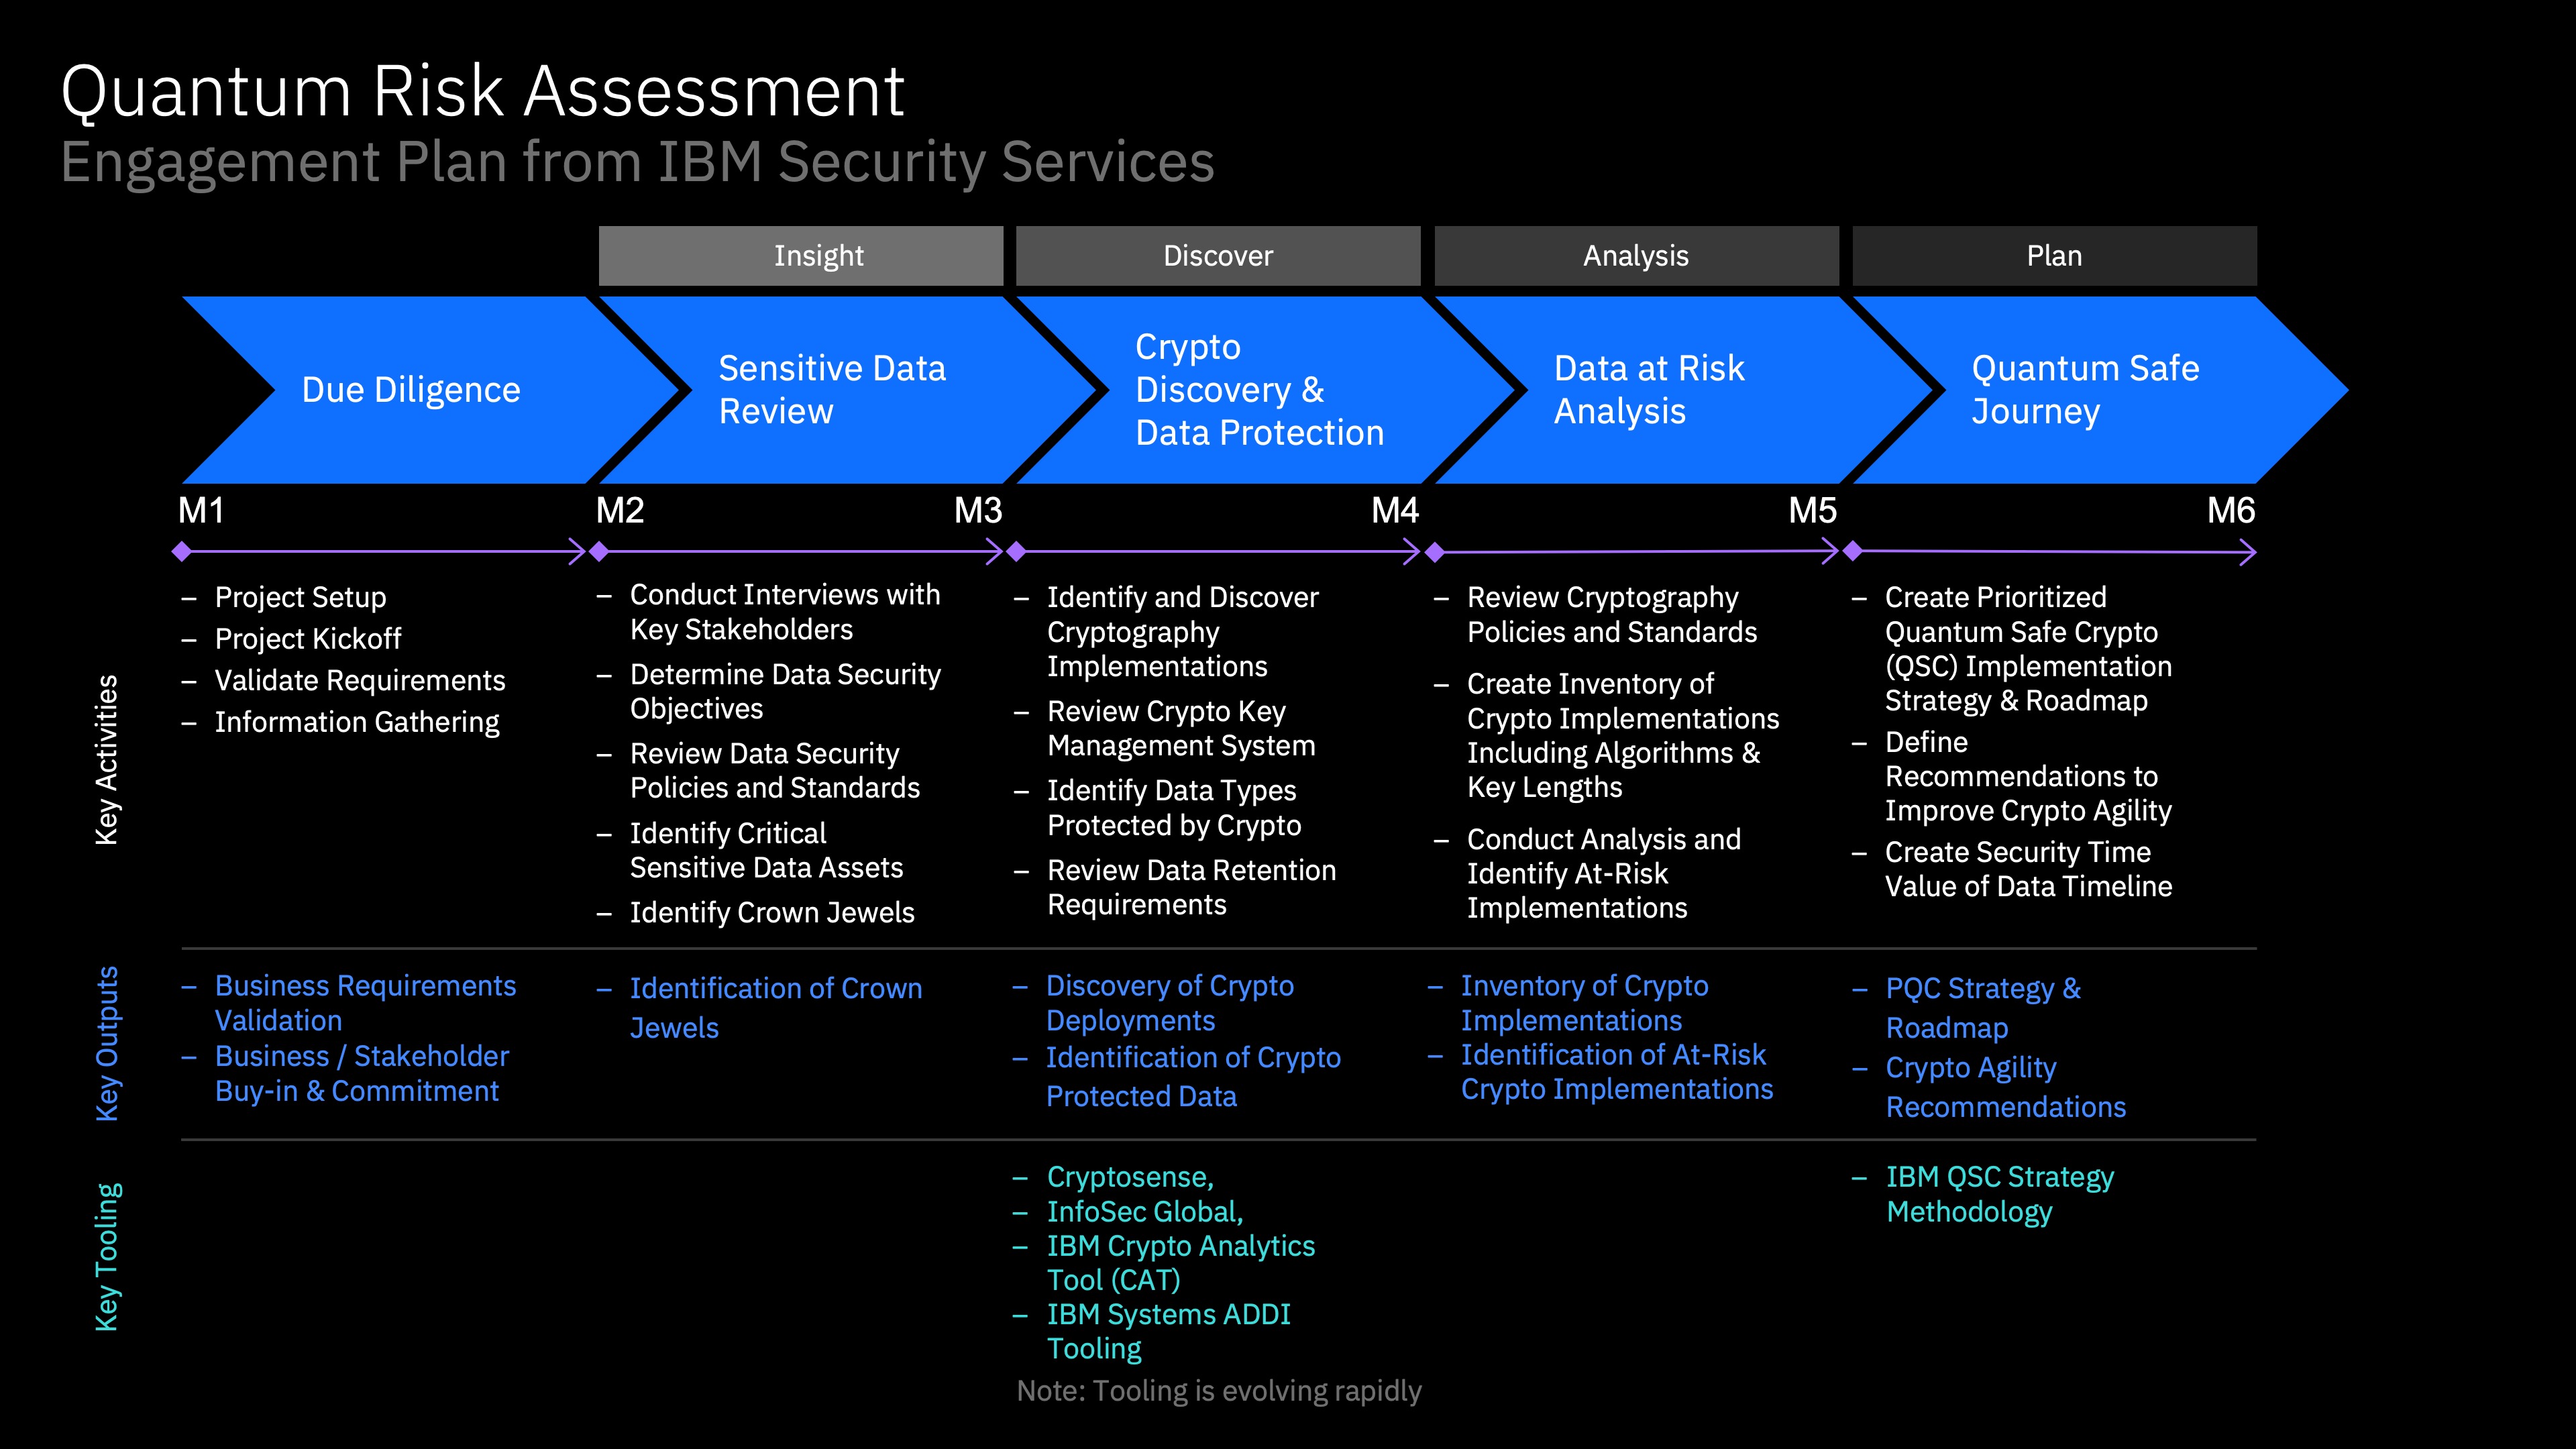 Quantum Risk Assessment
Engagement Plan from IBM Security Services
Insight
Discover
Analysis
Plan
Due Diligence
Sensitive Data
Review
Crypto
Discovery &
Data Protection
Data at Risk
Analysis
Quantum Safe
Journey
M1
M2
M3
M4
M5
M6
Key Activities
– Project Setup
– Project Kickoff
– Validate Requirements
– Information Gathering
– Conduct Interviews with
Key Stakeholders
– Determine Data Security
Objectives
– Review Data Security
Policies and Standards
– Identify Critical
Sensitive Data Assets
– Identify Crown Jewels
– Identify and Discover
Cryptography
Implementations
– Review Crypto Key
Management System
– Identify Data Types
Protected by Crypto
– Review Data Retention
Requirements
– Review Cryptography
Policies and Standards
– Create Inventory of
Crypto Implementations
Including Algorithms &
Key Lengths
– Conduct Analysis and
Identify At-Risk
Implementations
– Create Prioritized
Quantum Safe Crypto
(QSC) Implementation
Strategy & Roadmap
– Define
Recommendations to
Improve Crypto Agility
– Create Security Time
Value of Data Timeline
Key Outputs
– Business Requirements
Validation
– Business / Stakeholder
Buy-in & Commitment
– Identification of Crown
Jewels
– Discovery of Crypto
Deployments
– Identification of Crypto
Protected Data
– Inventory of Crypto
Implementations
– Identification of At-Risk
Crypto Implementations
– PQC Strategy &
Roadmap
– Crypto Agility
Recommendations
Key Tooling
– Cryptosense,
– InfoSec Global,
– IBM Crypto Analytics
Tool (CAT)
– IBM Systems ADDI
Tooling
– IBM QSC Strategy
Methodology
Note: Tooling is evolving rapidly